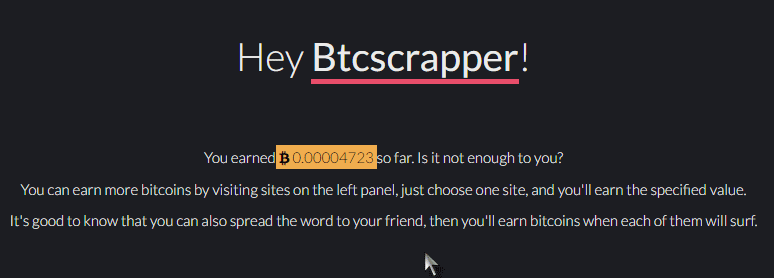 Hey Btcscrapper!
You earned ₿ 0.00004723 so far. Is it not enough to you?
You can earn more bitcoins by visiting sites on the left panel, just choose one site, and you'll earn the specified value.
It's good to know that you can also spread the word to your friend, then you'll earn bitcoins when each of them will surf.